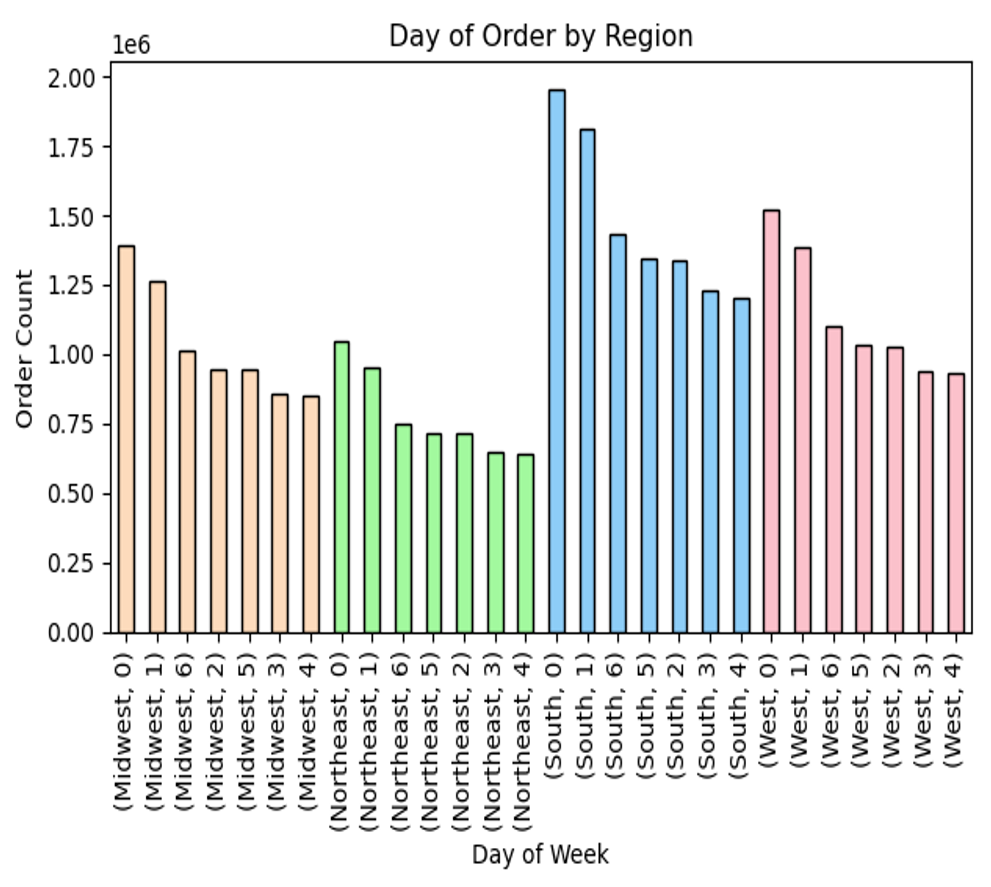 Day of Order by Region
1e6
2.00
1.75
1.50
1.25
1.00
0.75
0.50
0.25
0.00
Order Count
(Midwest, 0)
(Midwest, 1)
(Midwest, 6)
(Midwest, 2)
(Midwest, 5)
(Midwest, 3)
(Midwest, 4)
(Northeast, 0)
(Northeast, 1)
(Northeast, 6)
(Northeast, 5)
(Northeast, 2)
(Northeast, 3)
(Northeast, 4)
(South, 0)
(South, 1)
(South, 6)
(South, 5)
(South, 2)
(South, 3)
(South, 4)
(West, 0)
(West, 1)
(West, 6)
(West, 5)
(West, 2)
(West, 3)
(West, 4)
Day of Week